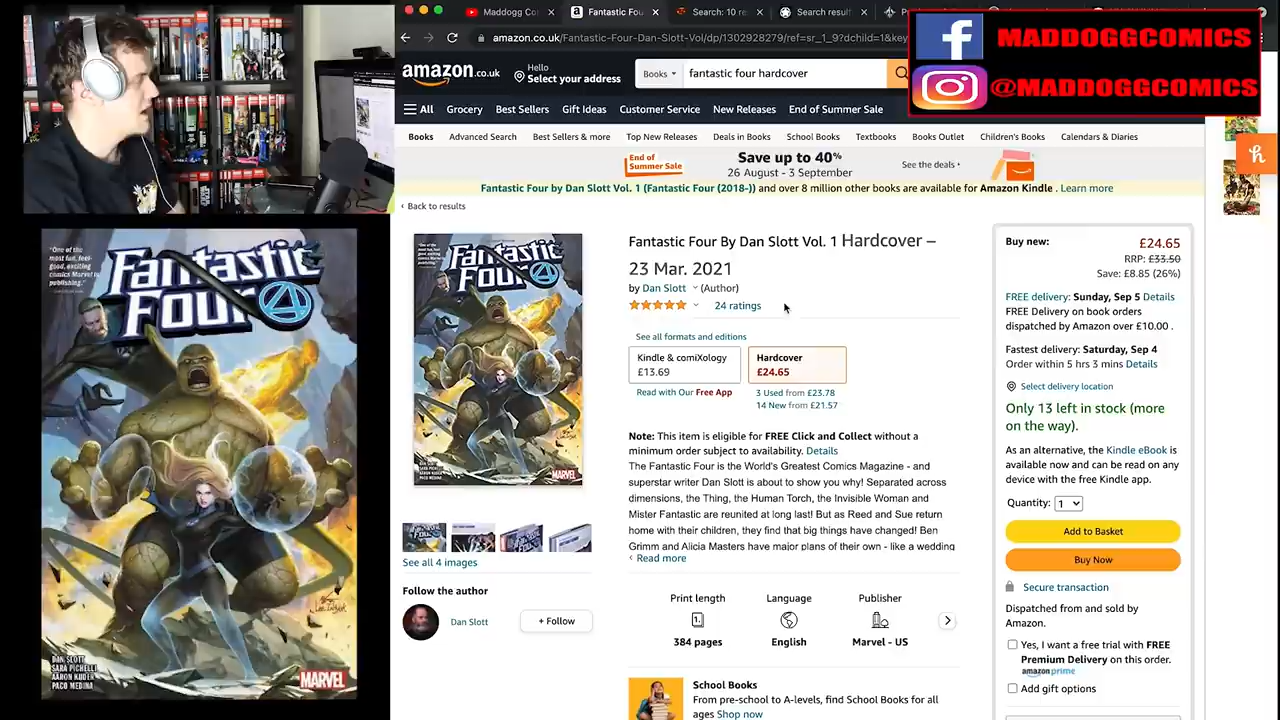 Maddogg Co
Fantastic F
Search: 10 re
Search result
amazon.co.uk/Fantastic-Four-Dan-Slott-Vol/dp/1302928279/ref=sr_1_9?dchild=1&key
MADDOGGCOMICS
@MADDOGGCOMICS
amazon.co.uk
Hello
Select your address
Books
fantastic four hardcover
All
Grocery
Best Sellers
Gift Ideas
Customer Service
New Releases
End of Summer Sale
Books
Advanced Search
Best Sellers & more
Top New Releases
Deals in Books
School Books
Textbooks
Books Outlet
Children's Books
Calendars & Diaries
End of
Summer Sale
Save up to 40%
26 August - 3 September
See the deals
Fantastic Four by Dan Slott Vol. 1 (Fantastic Four (2018-)) and over 8 million other books are available for Amazon Kindle . Learn more
‹ Back to results
"One of the
most fun, feel-
good, exciting
comics Marvel is
publishing."
Fantastic
Four
4
DAN SLOTT
SARA PICHELLI
AARON KUDER
PACO MEDINA
MARVEL
Fantastic
Four
MARVEL
See all 4 images
Follow the author
Dan Slott
+ Follow
Fantastic Four By Dan Slott Vol. 1 Hardcover –
23 Mar. 2021
by Dan Slott (Author)
24 ratings
See all formats and editions
Kindle & comiXology
£13.69
Hardcover
£24.65
Read with Our Free App
3 Used from £23.78
14 New from £21.57
Note: This item is eligible for FREE Click and Collect without a
minimum order subject to availability. Details
The Fantastic Four is the World's Greatest Comics Magazine - and
superstar writer Dan Slott is about to show you why! Separated across
dimensions, the Thing, the Human Torch, the Invisible Woman and
Mister Fantastic are reunited at long last! But as Reed and Sue return
home with their children, they find that big things have changed! Ben
Grimm and Alicia Masters have major plans of their own - like a wedding
Read more
Print length
384 pages
Language
English
Publisher
Marvel - US
School Books
From pre-school to A-levels, find School Books for all
ages Shop now
Buy new:
£24.65
RRP: £33.50
Save: £8.85 (26%)
FREE delivery: Sunday, Sep 5 Details
FREE Delivery on book orders
dispatched by Amazon over £10.00 .
Fastest delivery: Saturday, Sep 4
Order within 5 hrs 3 mins Details
Select delivery location
Only 13 left in stock (more
on the way).
As an alternative, the Kindle eBook is
available now and can be read on any
device with the free Kindle app.
Quantity: 1
Add to Basket
Buy Now
Secure transaction
Dispatched from and sold by
Amazon.
Yes, I want a free trial with FREE
Premium Delivery on this order.
amazon prime
Add gift options